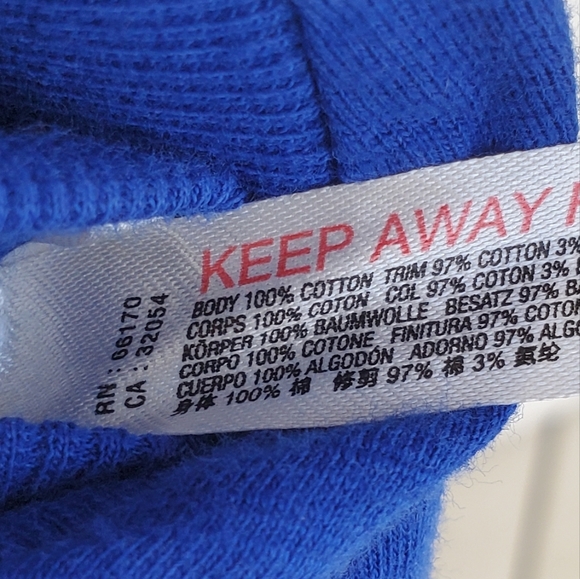 KEEP AWAY
BODY 100% COTTON TRIM 97% COTTON 3%
CORPS 100% COTON COL 97% COTON 3%
KÖRPER 100% BAUMWOLLE BESATZ 97%
CORPO 100% COTONE FINITURA 97%
CUERPO 100% ALGODÓN ADORNO 97%
身体 100% 棉 修剪 97% 棉 3% 氨纶
RN : 66170
CA : 32054